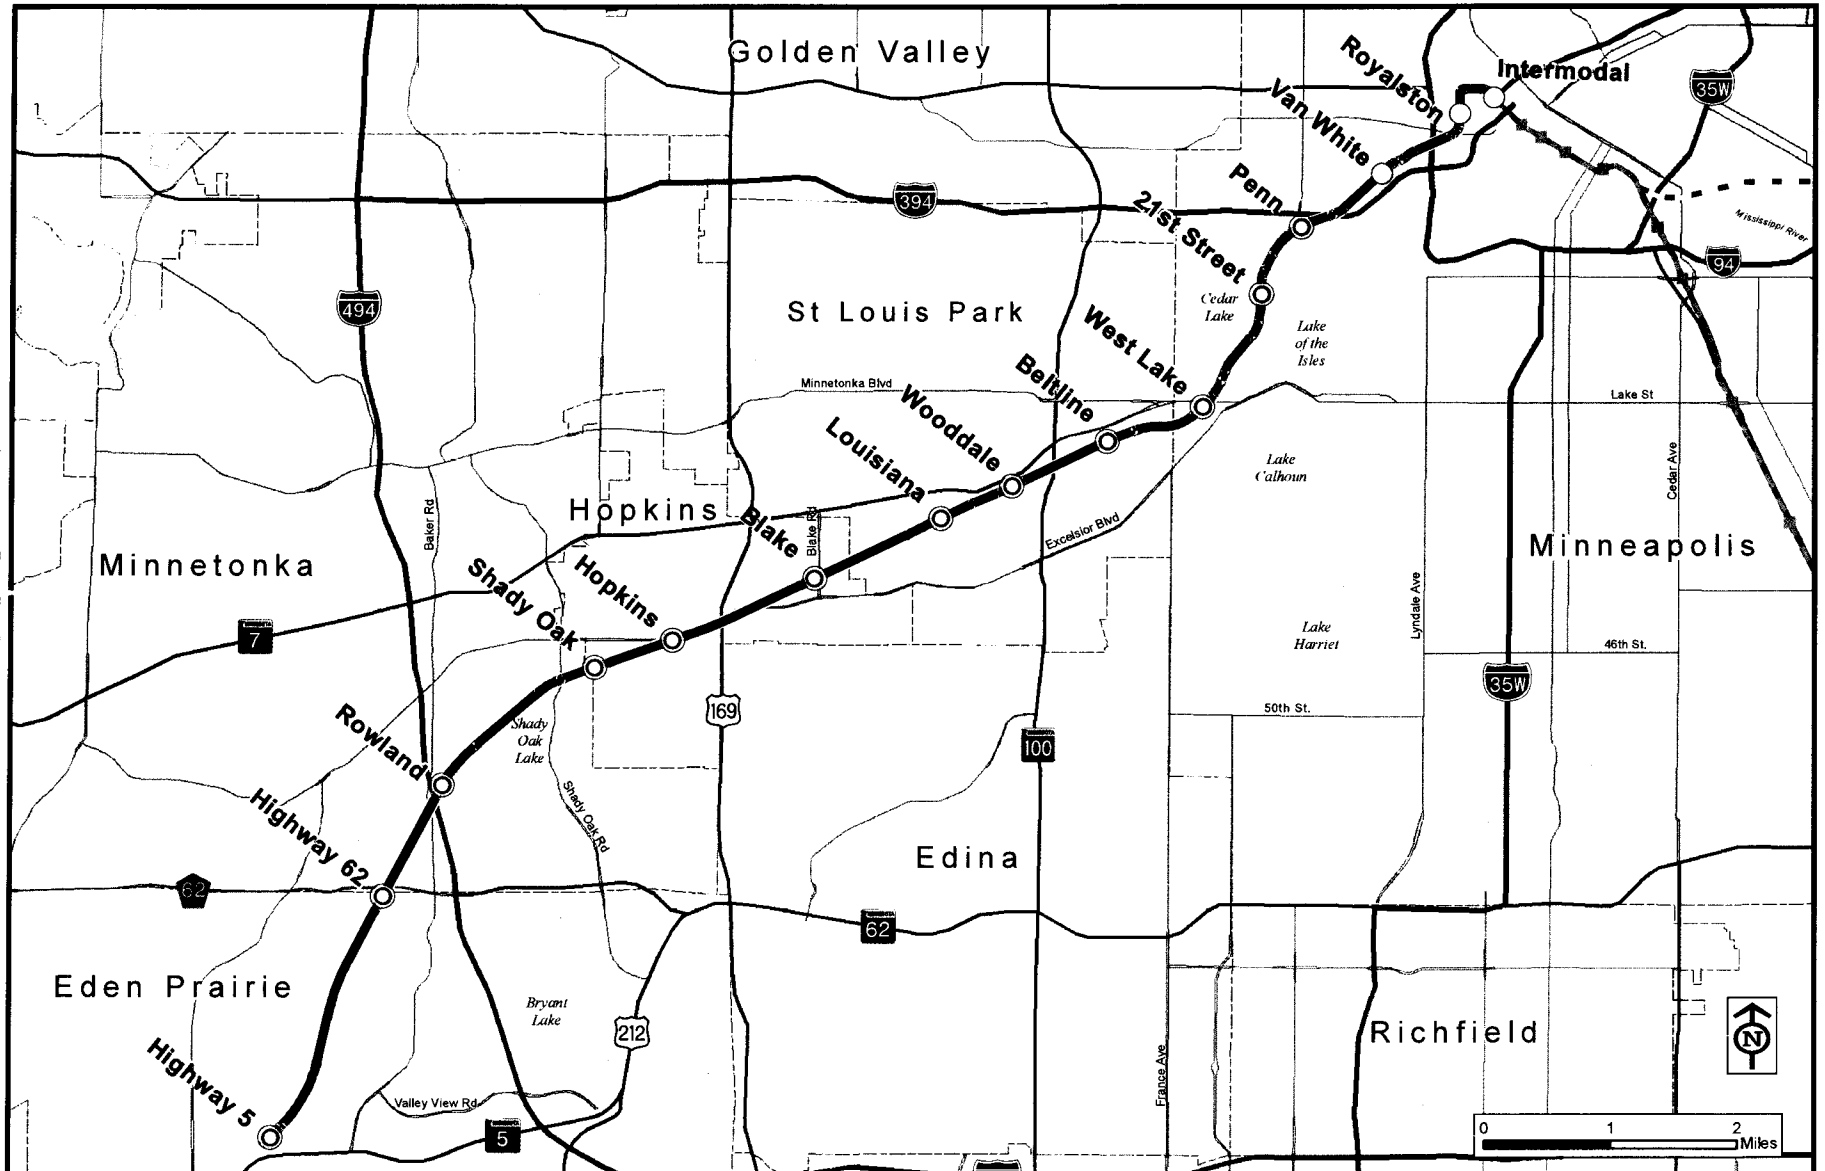 Golden Valley
Royalston
Intermodal
35W
Van White
Penn
394
21st Street
Mississippi River
94
494
St Louis Park
Cedar
Lake
Lake
of the
Isles
West Lake
Beltline
Minnetonka Blvd
Lake St
Wooddale
Louisiana
Lake
Calhoun
Cedar Ave
Hopkins
Blake
Blake Rd
Baker Rd
Excelsior Blvd
Minneapolis
Minnetonka
Shady Oak
Hopkins
Lyndale Ave
7
Lake
Harriet
46th St.
35W
169
50th St.
Rowland
Shady
Oak
Lake
100
Highway 62
Shady Oak Rd
Edina
62
62
Eden Prairie
Bryant
Lake
212
Richfield
N
Highway 5
France Ave
Valley View Rd
5
0 1 2
Miles